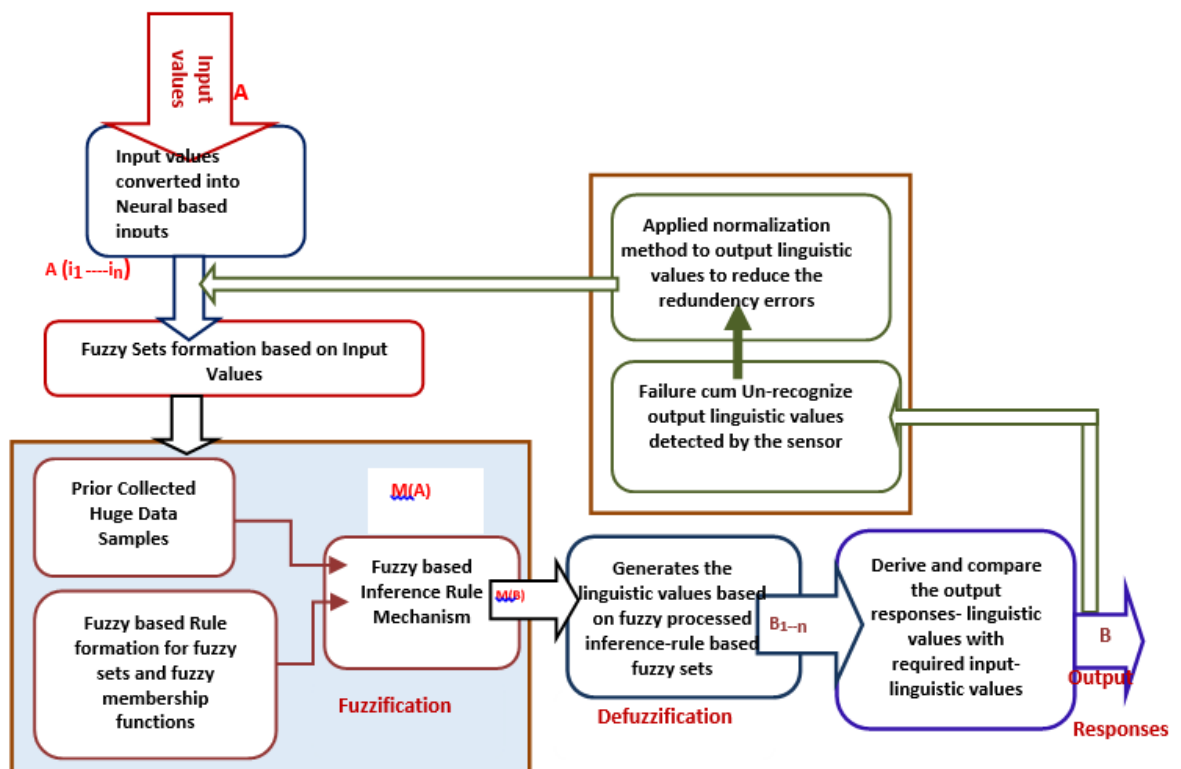 Input
values
A
Input values
converted into
Neural based
inputs
A (i1 ----in)
Fuzzy Sets formation based on Input
Values
Applied normalization
method to output linguistic
values to reduce the
redundency errors
Failure cum Un-recognize
output linguistic values
detected by the sensor
Prior Collected
Huge Data
Samples
M(A)
Fuzzy based
Inference Rule
Mechanism
Fuzzy based Rule
formation for fuzzy
sets and fuzzy
membership
functions
Fuzzification
M(B)
Generates the
linguistic values based
on fuzzy processed
inference-rule based
fuzzy sets
Defuzzification
B1--n
Derive and compare
the output
responses- linguistic
values with
required input-
linguistic values
B
Output
Responses